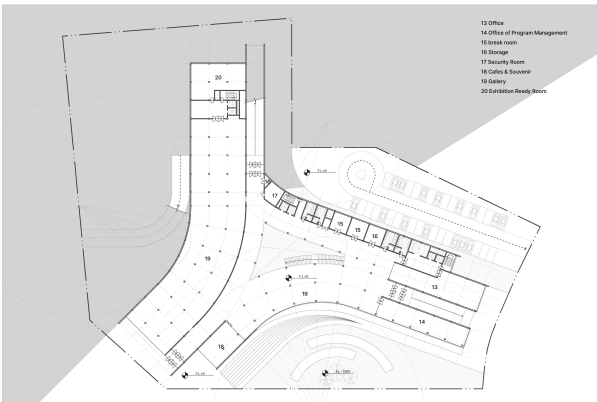 13 Office
14 Office of Program Management
15 break room
16 Storage
17 Security Room
18 Cafes & Souvenir
19 Gallery
20 Exhibition Ready Room
20
17
15
15
16
19
19
13
14